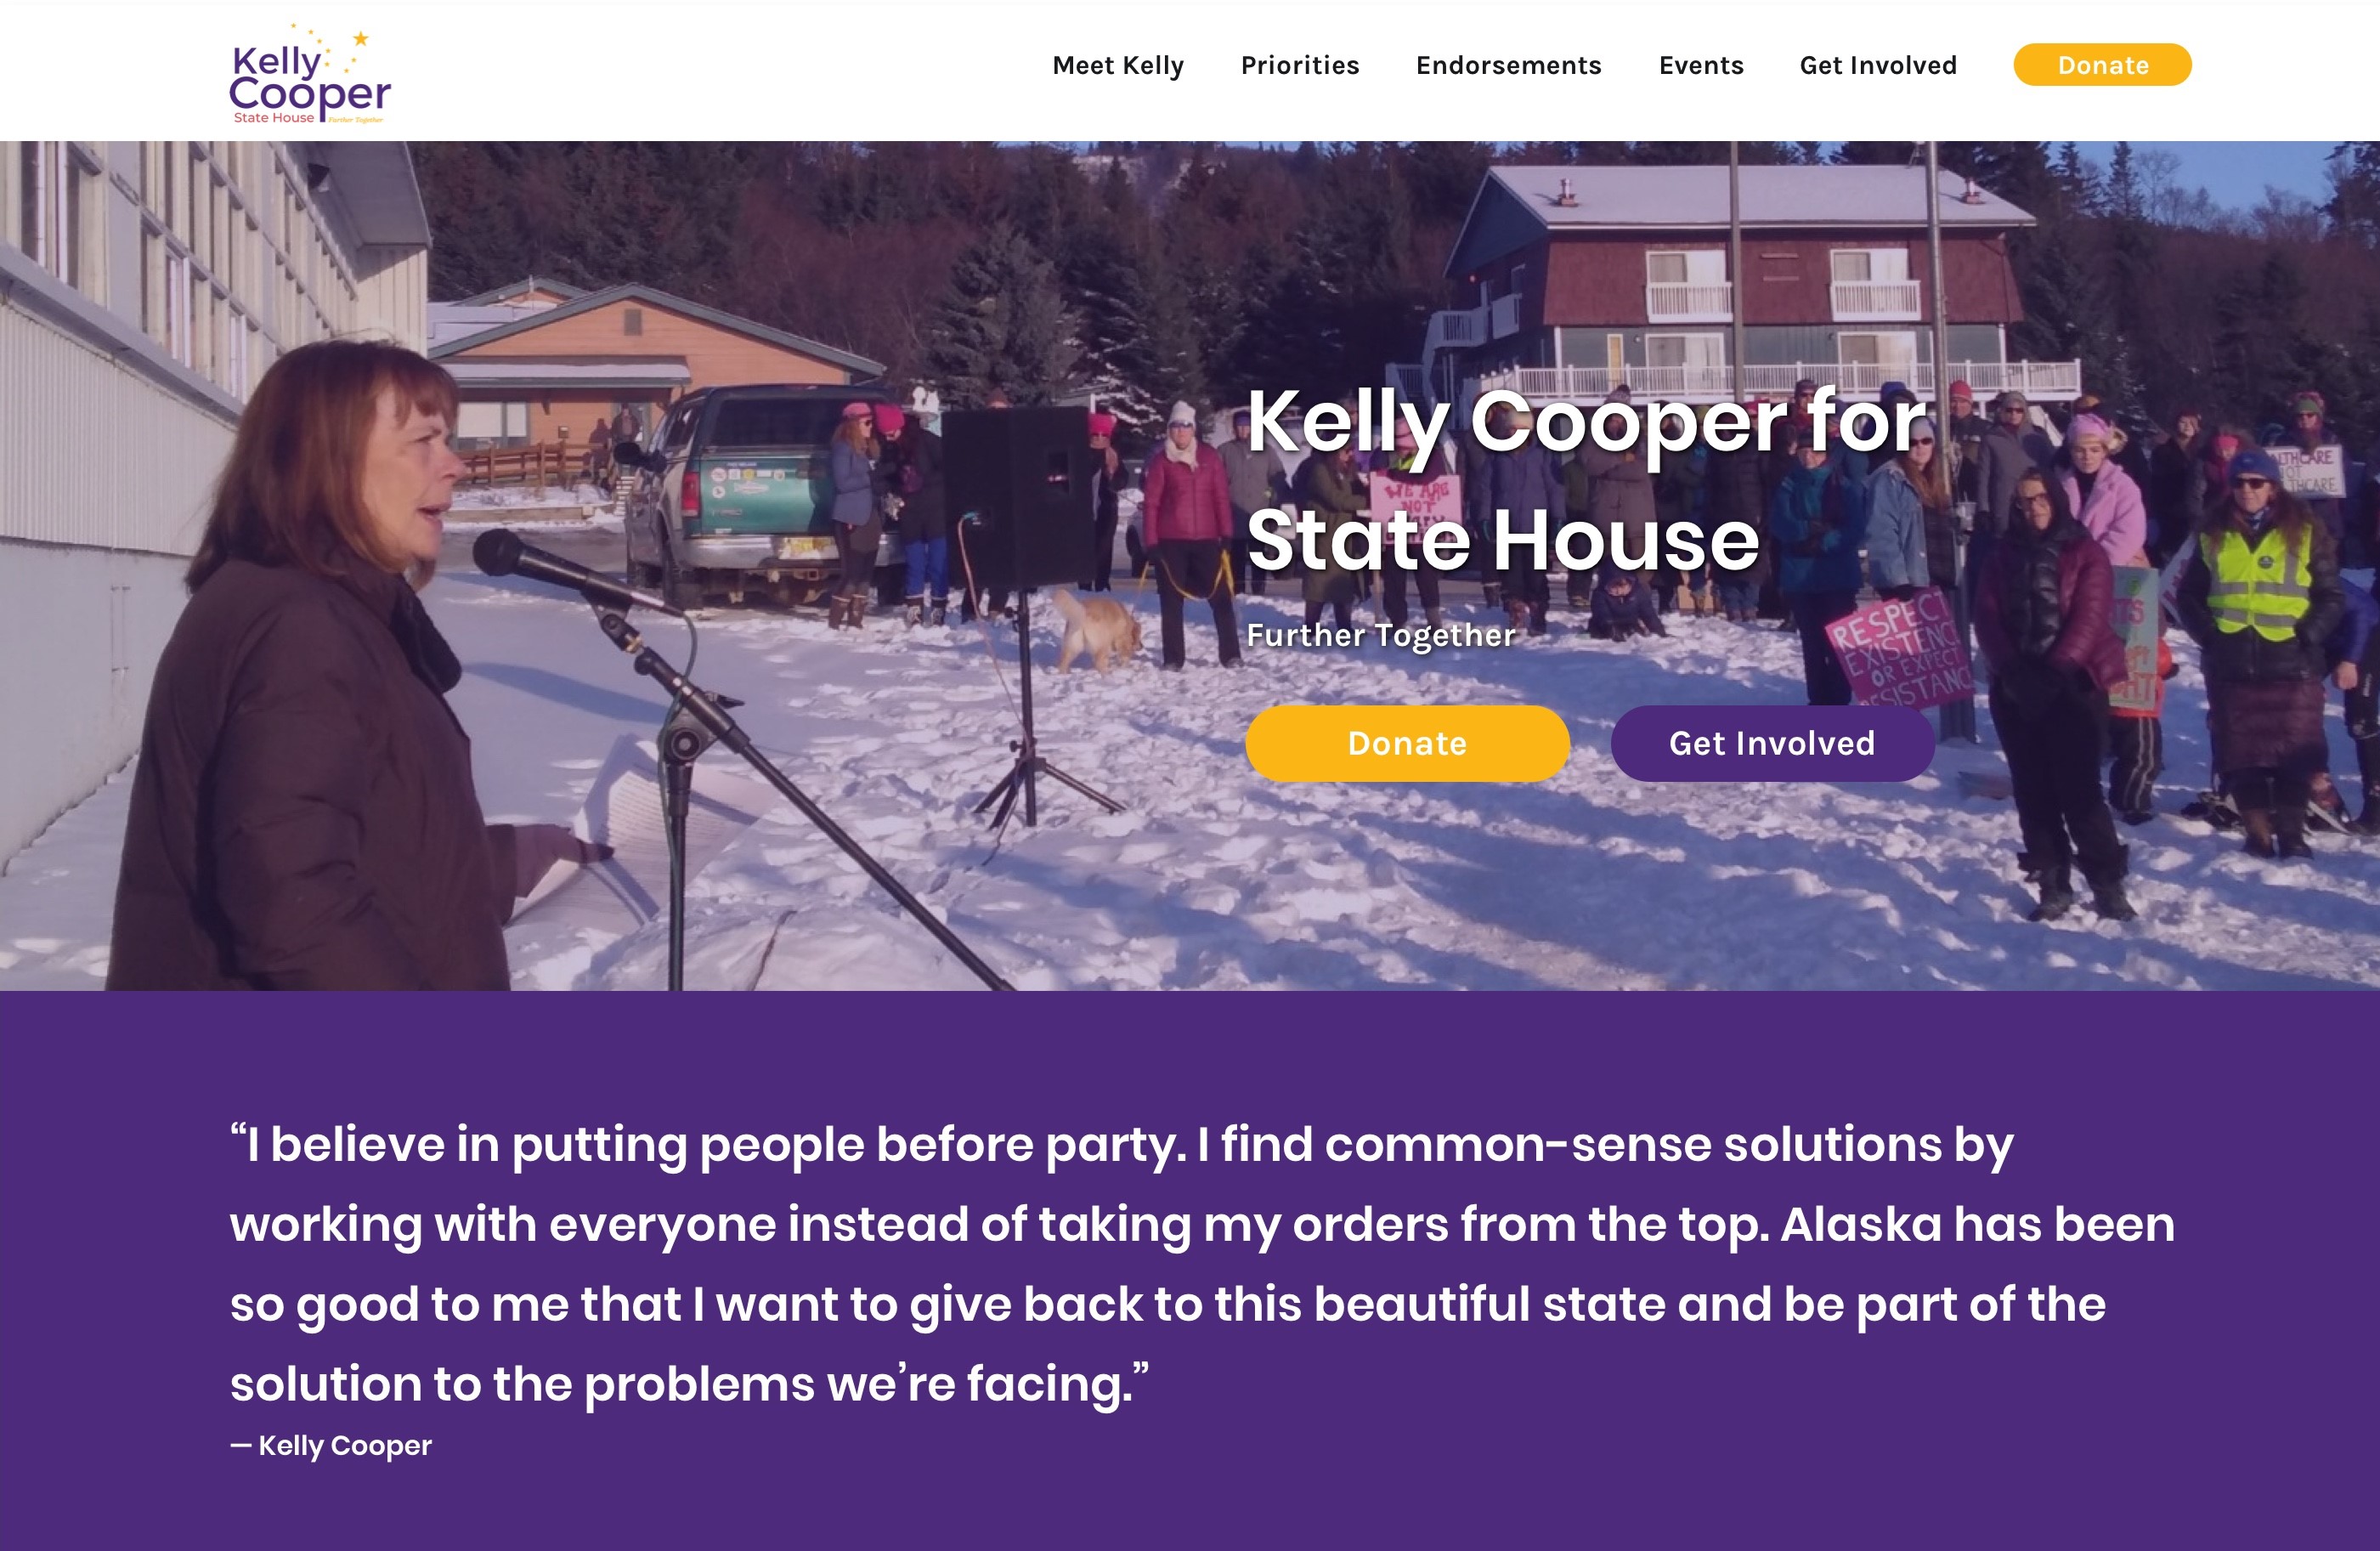 Kelly
Cooper
State House Further Together
Meet Kelly Priorities Endorsements Events Get Involved Donate
Kelly Cooper for
State House
Further Together
Donate Get Involved
WE ARE
NOT
RESPECT
EXISTENCE
OR EXPECT
“I believe in putting people before party. I find common-sense solutions by
working with everyone instead of taking my orders from the top. Alaska has been
so good to me that I want to give back to this beautiful state and be part of the
solution to the problems we’re facing.”
— Kelly Cooper